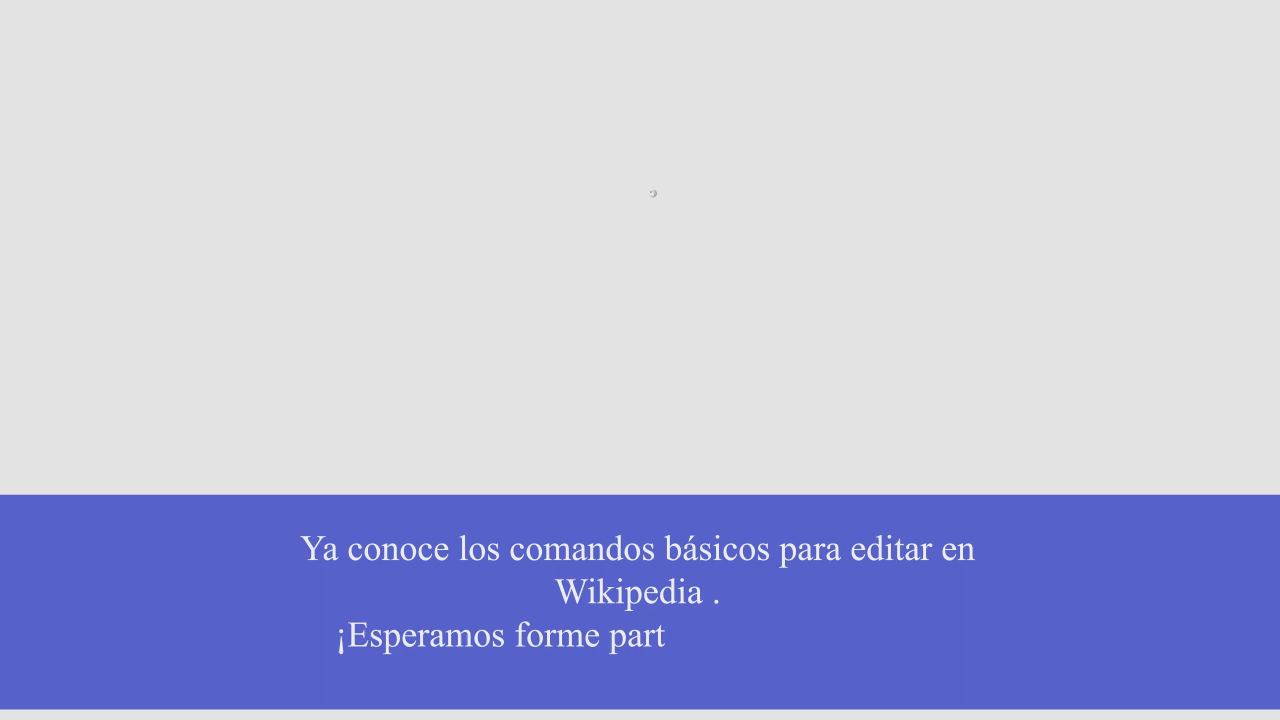 Ya conoce los comandos básicos para editar en
Wikipedia .
¡Esperamos forme part